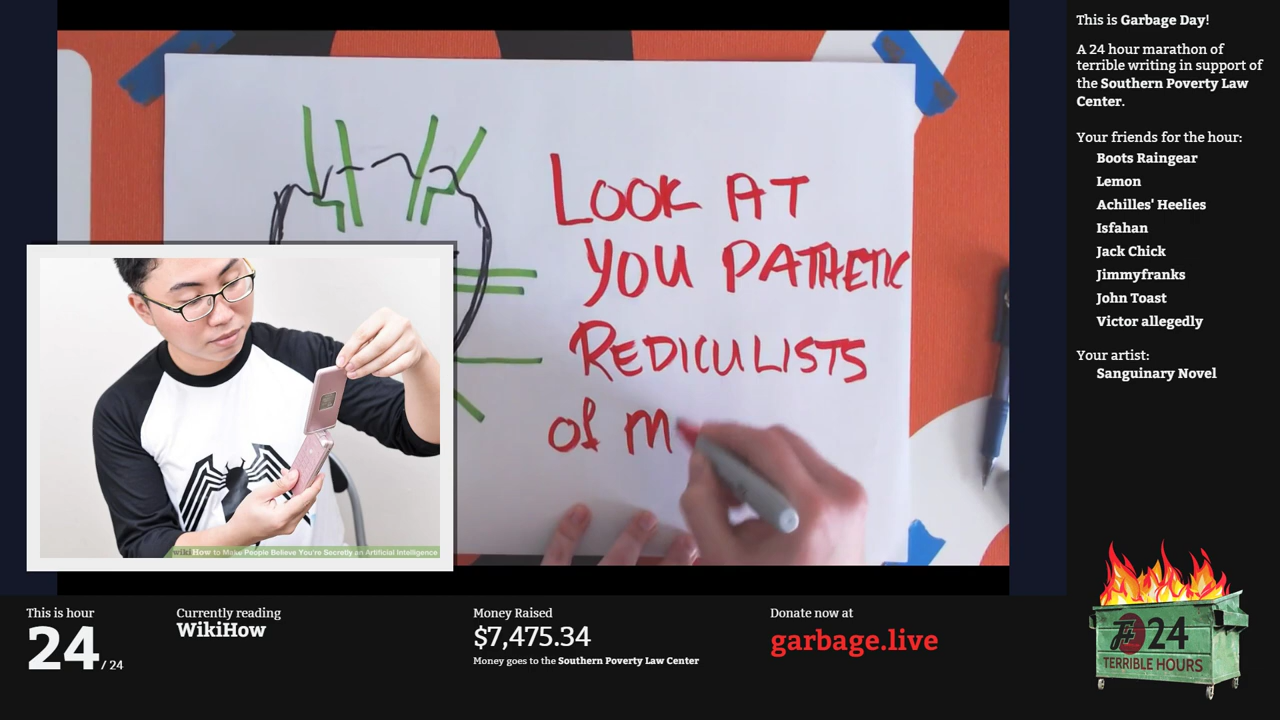 LOOK AT
YOU PATHETIC
REDICULISTS
of M
wiki How to Make People Believe You're Secretly an Artificial Intelligence
This is Garbage Day!
A 24 hour marathon of
terrible writing in support of
the Southern Poverty Law
Center.
Your friends for the hour:
Boots Raingear
Lemon
Achilles' Heelies
Isfahan
Jack Chick
Jimmyfranks
John Toast
Victor allegedly
Your artist:
Sanguinary Novel
This is hour
24/ 24
Currently reading
WikiHow
Money Raised
$7,475.34
Money goes to the Southern Poverty Law Center
Donate now at
garbage.live
24
TERRIBLE HOURS